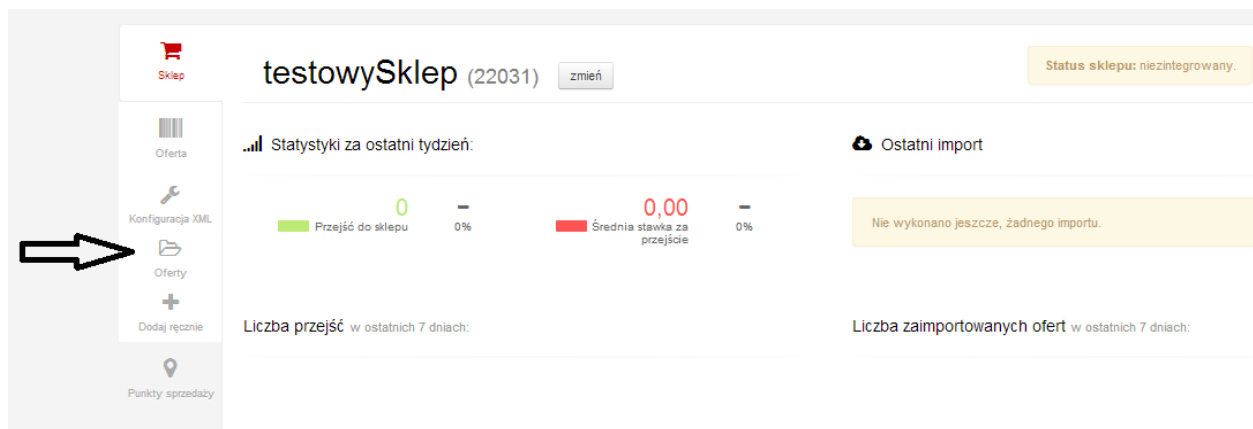 Sklep
testowySklep (22031) zmień
Status sklepu: niezintegrowany.
Oferta
Konfiguracja XML
Oferty
Dodaj ręcznie
Punkty sprzedaży
Statystyki za ostatni tydzień:
0
Przejść do sklepu
0%
0,00
Średnia stawka za
przejście
0%
Liczba przejść w ostatnich 7 dniach:
Ostatni import
Nie wykonano jeszcze, żadnego importu.
Liczba zaimportowanych ofert w ostatnich 7 dniach: